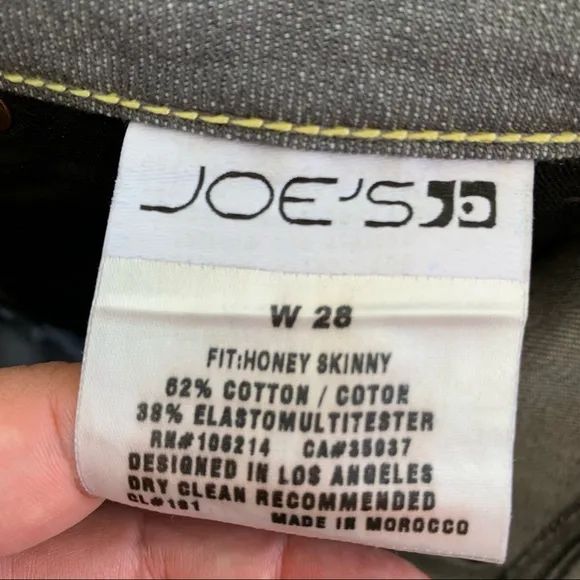 JOE'S
W 28
FIT:HONEY SKINNY
62% COTTON / COTON
38% ELASTOMULTITESTER
RN#106214 CA#35037
DESIGNED IN LOS ANGELES
DRY CLEAN RECOMMENDED
CL#191 MADE IN MOROCCO